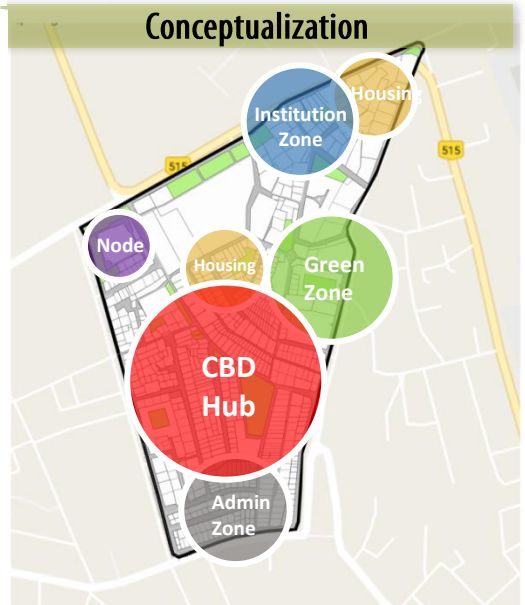 Conceptualization
Housing
Institution
Zone
515
515
Node
Housing
Green
Zone
CBD
Hub
Admin
Zone